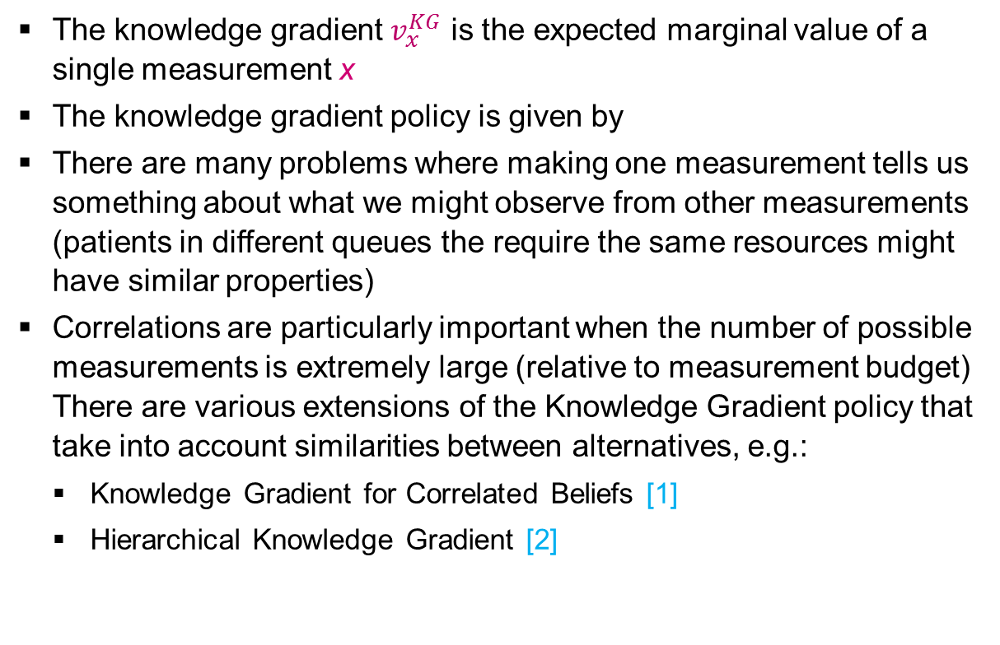 ▪ The knowledge gradient v_x^{KG} is the expected marginal value of a
single measurement x
▪ The knowledge gradient policy is given by
▪ There are many problems where making one measurement tells us
something about what we might observe from other measurements
(patients in different queues the require the same resources might
have similar properties)
▪ Correlations are particularly important when the number of possible
measurements is extremely large (relative to measurement budget)
There are various extensions of the Knowledge Gradient policy that
take into account similarities between alternatives, e.g.:
▪ Knowledge Gradient for Correlated Beliefs [1]
▪ Hierarchical Knowledge Gradient [2]